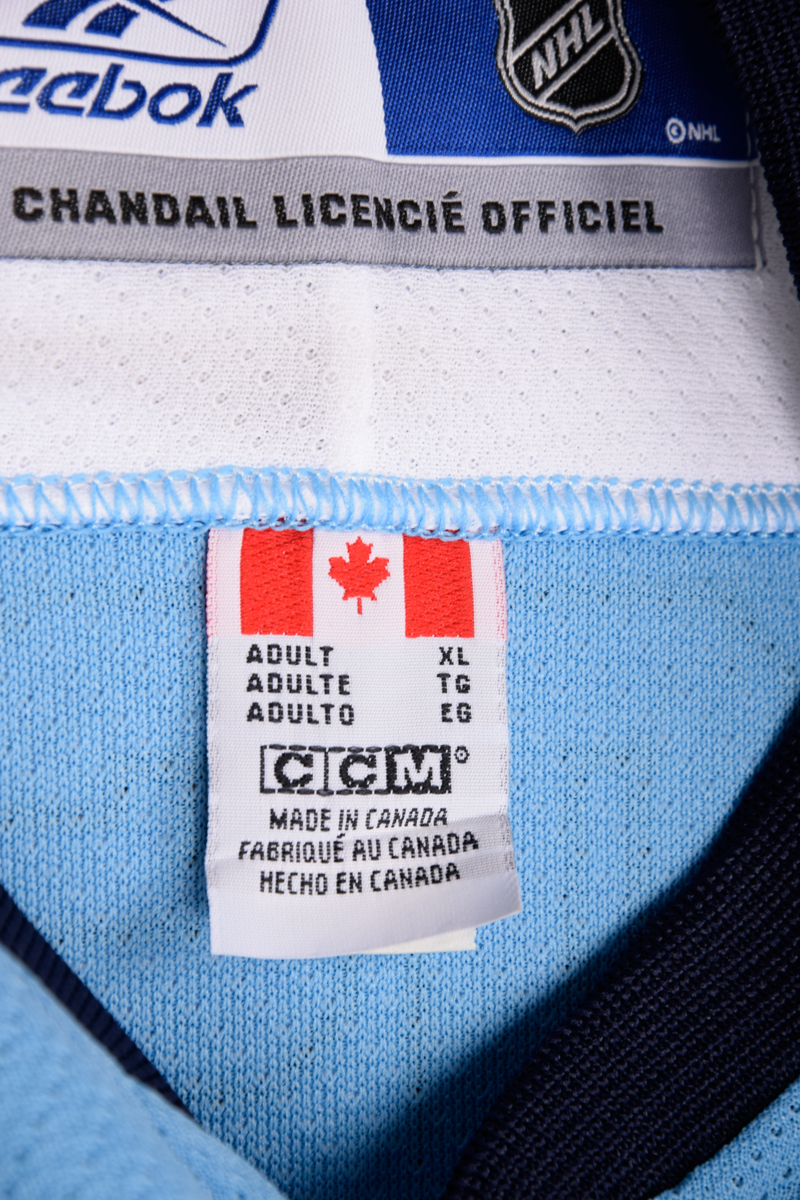 NHL
eebok
© NHL
CHANDAIL LICENCIÉ OFFICIEL
ADULT XL
ADULTE TG
ADULTO EG
CCM®
MADE IN CANADA
FABRIQUÉ AU CANADA
HECHO EN CANADA